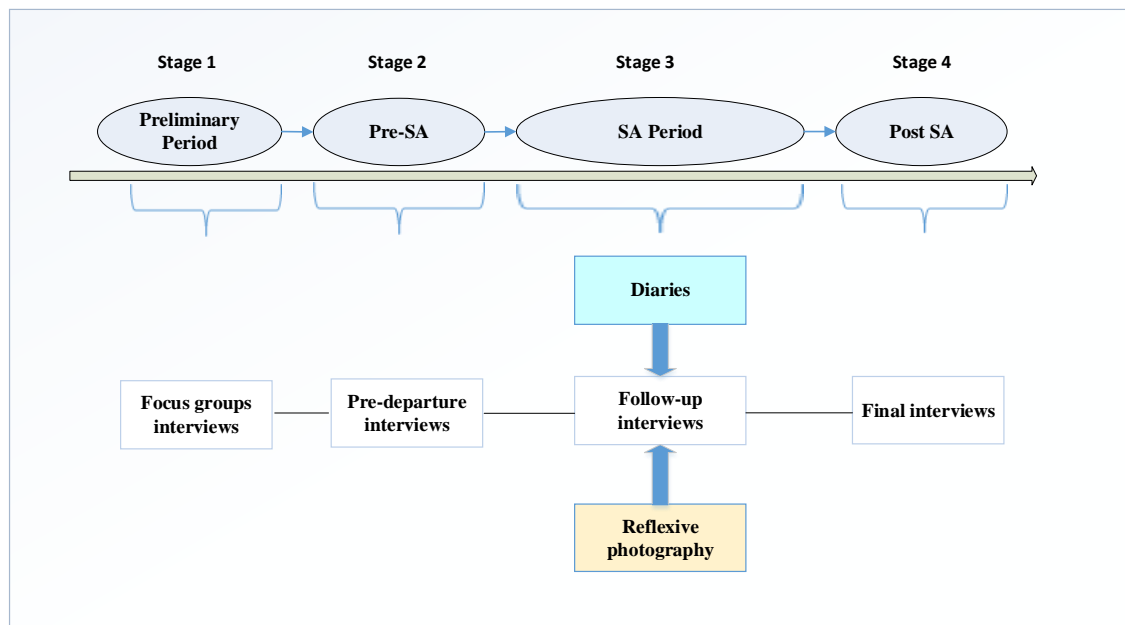 Stage 1
Stage 2
Stage 3
Stage 4
Preliminary
Period
Pre-SA
SA Period
Post SA
Diaries
Focus groups
interviews
Pre-departure
interviews
Follow-up
interviews
Final interviews
Reflexive
photography